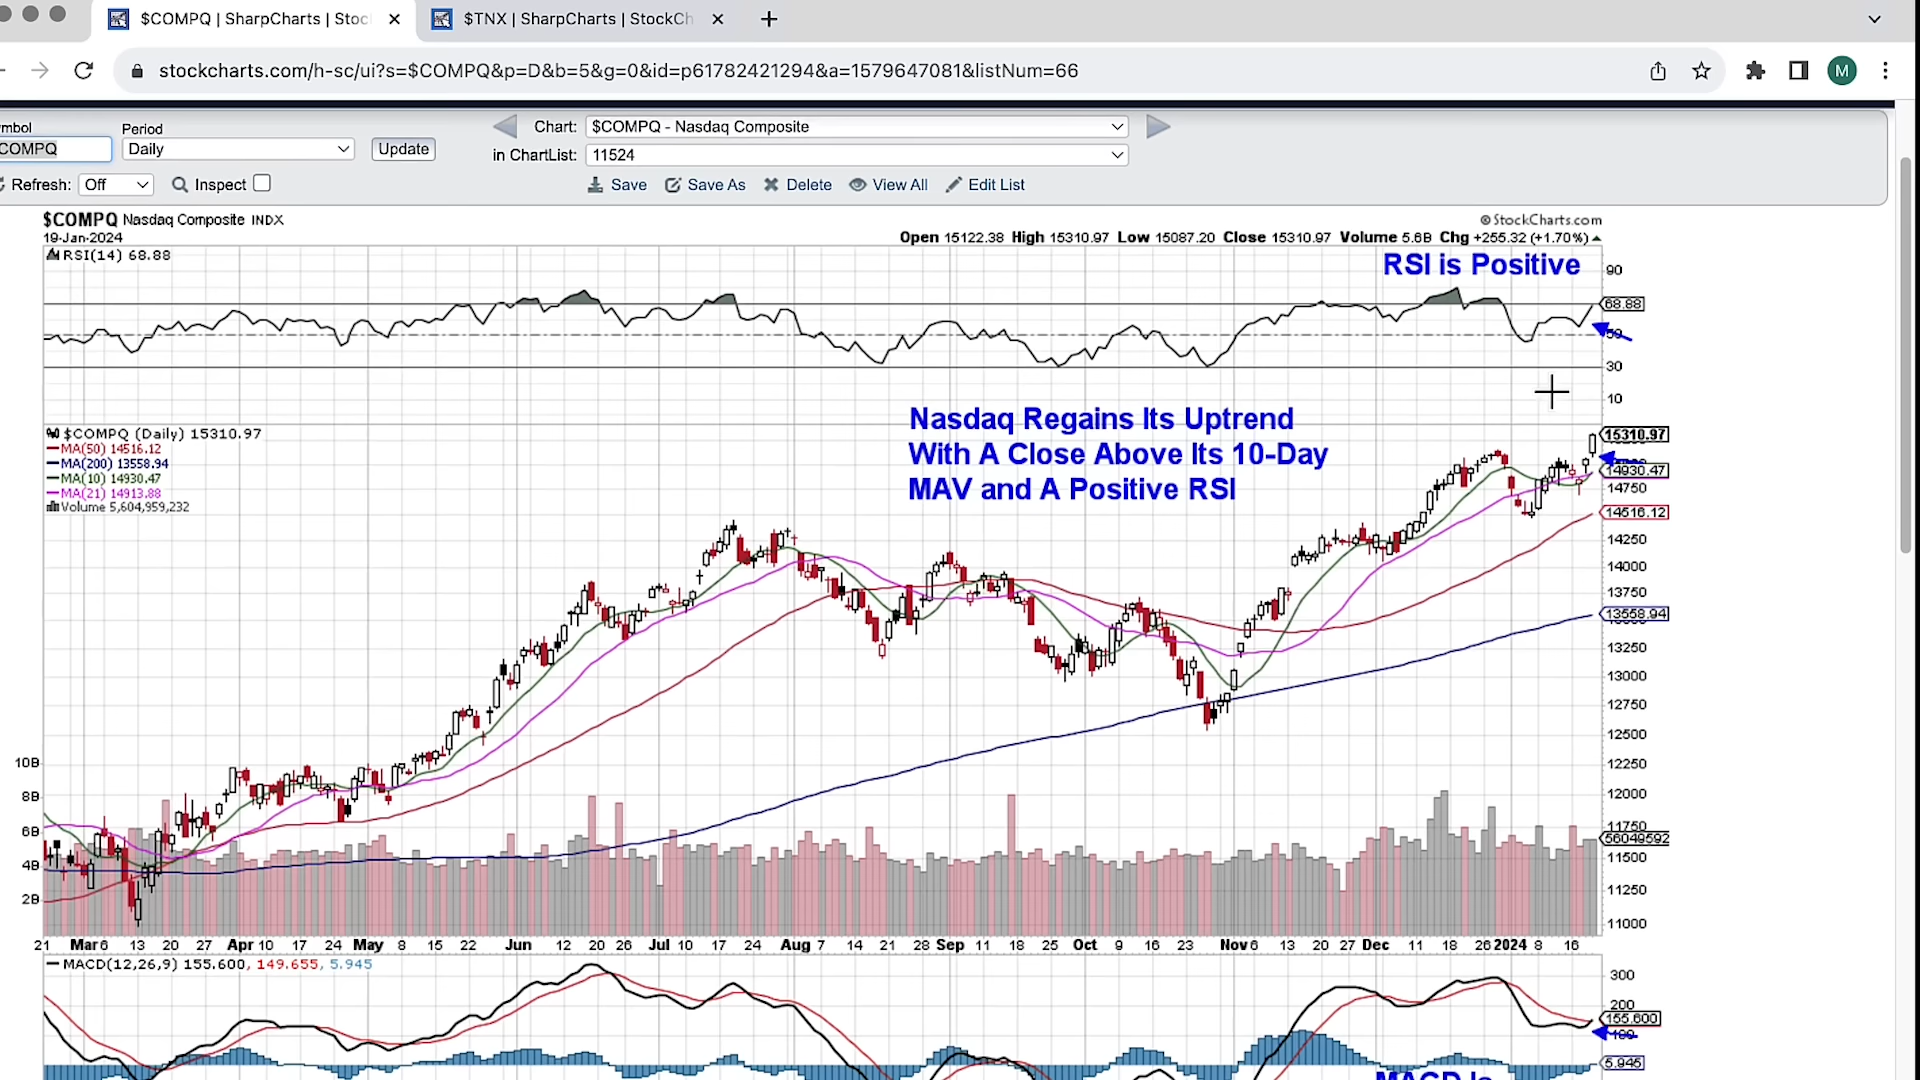 $COMPQ | SharpCharts | Stoc
$TNX | SharpCharts | StockCh
stockcharts.com/h-sc/ui?s=$COMPQ&p=D&b=5&g=0&id=p61782421294&a=1579647081&listNum=66
M
mbol
Period
COMPQ
Daily
Update
Chart:
$COMPQ - Nasdaq Composite
in ChartList:
11524
Refresh:
Off
Inspect
Save
Save As
Delete
View All
Edit List
$COMPQ Nasdaq Composite INDX
© StockCharts.com
19-Jan-2024
Open 15122.38 High 15310.97 Low 15087.20 Close 15310.97 Volume 5.6B Chg +255.32 (+1.70%)
RSI(14) 68.88
RSI is Positive
90
68.88
50
30
10
Nasdaq Regains Its Uptrend
With A Close Above Its 10-Day
MAV and A Positive RSI
$COMPQ (Daily) 15310.97
MA(50) 14516.12
MA(200) 13558.94
MA(10) 14930.47
MA(21) 14913.88
Volume 5,604,959,232
15310.97
14930.47
14750
14516.12
14250
14000
13750
13558.94
13250
13000
12750
12500
12250
12000
11750
56049592
11500
11250
11000
10B
8B
6B
4B
2B
21 Mar 6 13 20 27 Apr 10 17 24 May 8 15 22 Jun 12 20 26 Jul 10 17 24 Aug 7 14 21 28 Sep 11 18 25 Oct 9 16 23 Nov 6 13 20 27 Dec 11 18 26 2024 8 16
MACD(12,26,9) 155.600, 149.655, 5.945
300
200
155.600
100
5.945
MACD Is